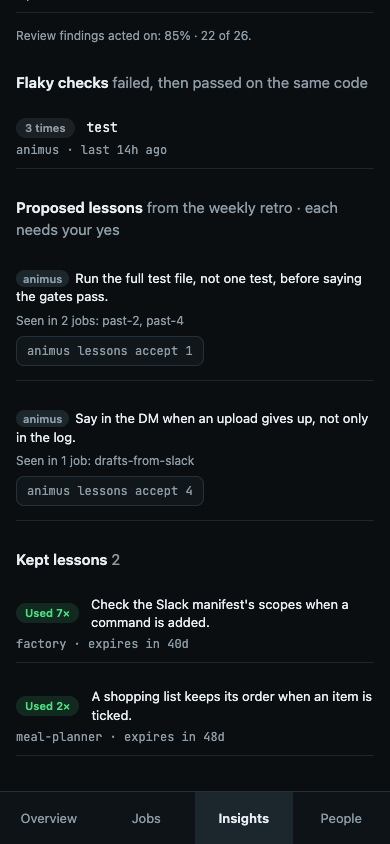 Review findings acted on: 85% · 22 of 26.
Flaky checks failed, then passed on the same code
3 times test
animus · last 14h ago
Proposed lessons from the weekly retro · each
needs your yes
animus Run the full test file, not one test, before saying
the gates pass.
Seen in 2 jobs: past-2, past-4
animus lessons accept 1
animus Say in the DM when an upload gives up, not only
in the log.
Seen in 1 job: drafts-from-slack
animus lessons accept 4
Kept lessons 2
Used 7× Check the Slack manifest's scopes when a
command is added.
factory · expires in 40d
Used 2× A shopping list keeps its order when an item is
ticked.
meal-planner · expires in 48d
Overview Jobs Insights People